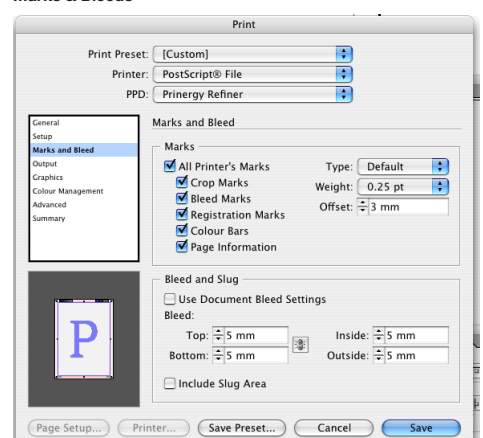 Marks & Bleeds
Print
Print Preset: [Custom]
Printer: PostScript® File
PPD: Prinergy Refiner
General
Setup
Marks and Bleed
Output
Graphics
Colour Management
Advanced
Summary
Marks and Bleed
Marks
All Printer's Marks
Crop Marks
Bleed Marks
Registration Marks
Colour Bars
Page Information
Type: Default
Weight: 0.25 pt
Offset: 3 mm
P
Bleed and Slug
Use Document Bleed Settings
Bleed:
Top: 5 mm Inside: 5 mm
Bottom: 5 mm Outside: 5 mm
Include Slug Area
Page Setup... Printer... Save Preset... Cancel Save